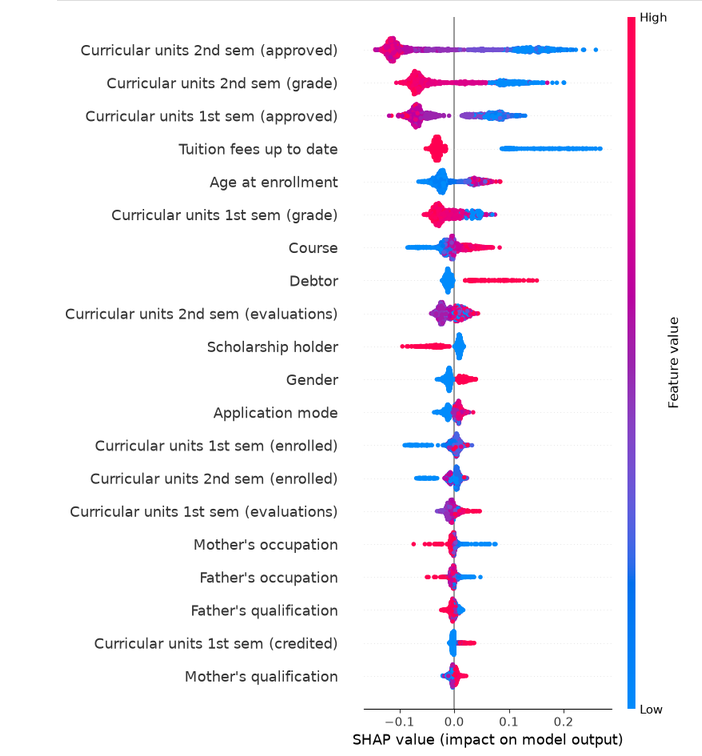 High
Curricular units 2nd sem (approved)
Curricular units 2nd sem (grade)
Curricular units 1st sem (approved)
Tuition fees up to date
Age at enrollment
Curricular units 1st sem (grade)
Course
Debtor
Curricular units 2nd sem (evaluations)
Scholarship holder
Gender
Application mode
Curricular units 1st sem (enrolled)
Curricular units 2nd sem (enrolled)
Curricular units 1st sem (evaluations)
Mother's occupation
Father's occupation
Father's qualification
Curricular units 1st sem (credited)
Mother's qualification
Feature value
Low
−0.1 0.0 0.1 0.2
SHAP value (impact on model output)